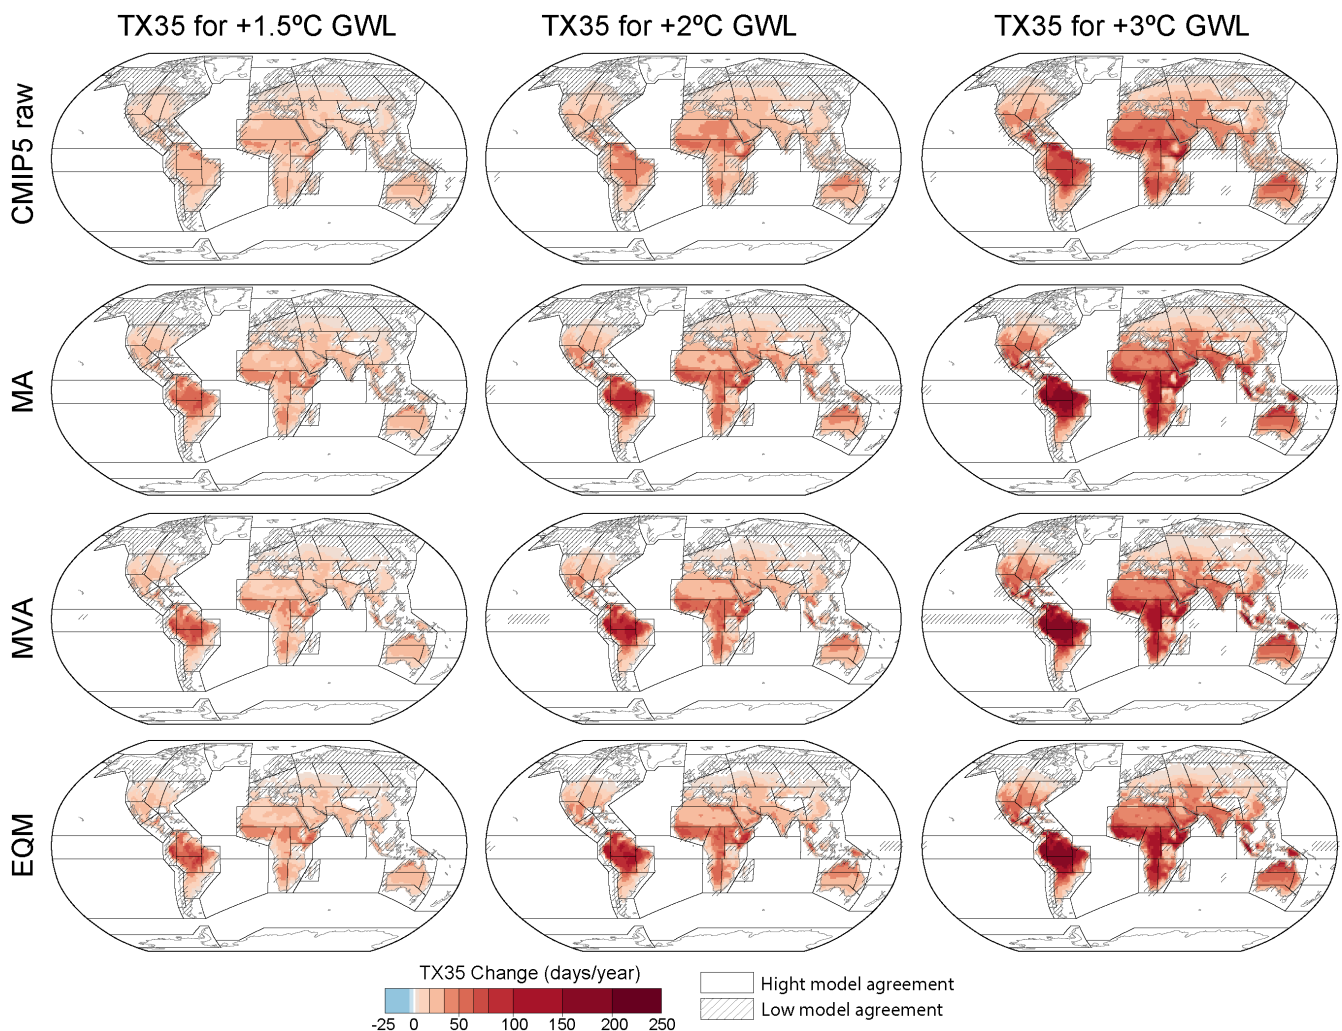 TX35 for +1.5ºC GWL
TX35 for +2ºC GWL
TX35 for +3ºC GWL
CMIP5 raw
MA
MVA
EQM
TX35 Change (days/year)
-25 0 50 100 150 200 250
Hight model agreement
Low model agreement